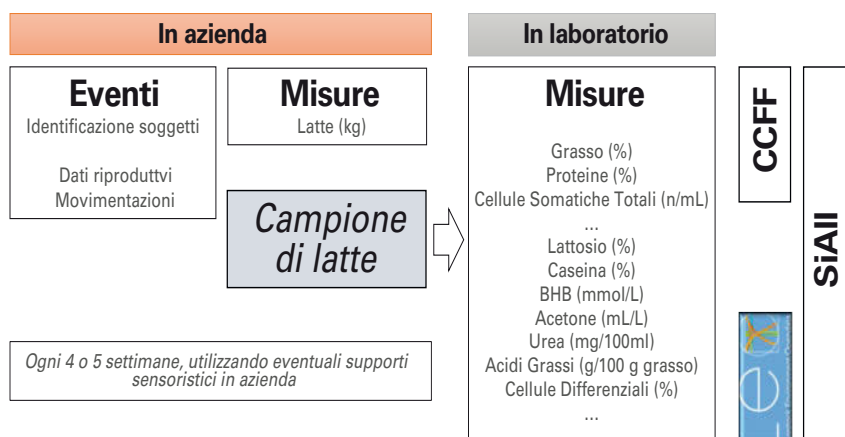 In azienda
In laboratorio
Eventi
Identificazione soggetti
Dati riproduttvi
Movimentazioni
Misure
Latte (kg)
Campione
di latte
Ogni 4 o 5 settimane, utilizzando eventuali supporti
sensoristici in azienda
Misure
Grasso (%)
Proteine (%)
Cellule Somatiche Totali (n/mL)
...
Lattosio (%)
Caseina (%)
BHB (mmol/L)
Acetone (mL/L)
Urea (mg/100ml)
Acidi Grassi (g/100 g grasso)
Cellule Differenziali (%)
...
CCFF
SiAll